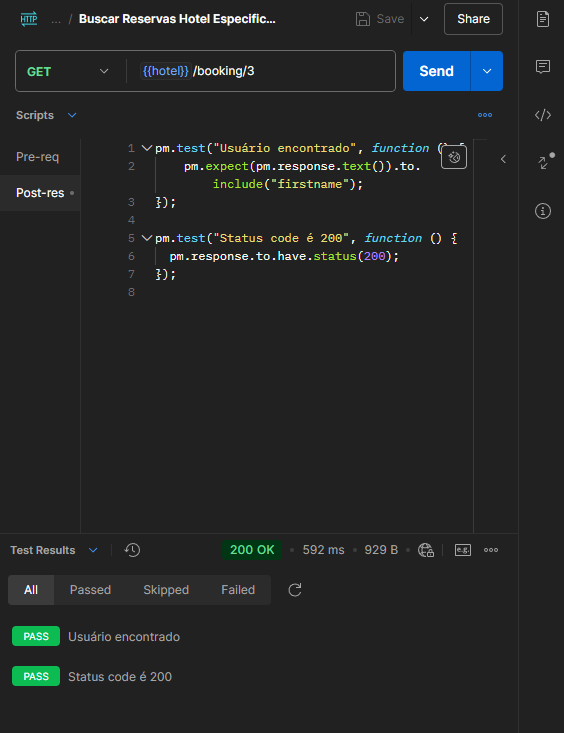 HTTP ... / Buscar Reservas Hotel Especific... Save Share
GET {{hotel}} /booking/3 Send
Scripts
Pre-req
Post-res
1 pm.test("Usuário encontrado", function () {
2 pm.expect(pm.response.text()).to.
include("firstname");
3 });
4
5 pm.test("Status code é 200", function () {
6 pm.response.to.have.status(200);
7 });
8
Test Results 200 OK 592 ms 929 B e.g.
All Passed Skipped Failed
PASS Usuário encontrado
PASS Status code é 200